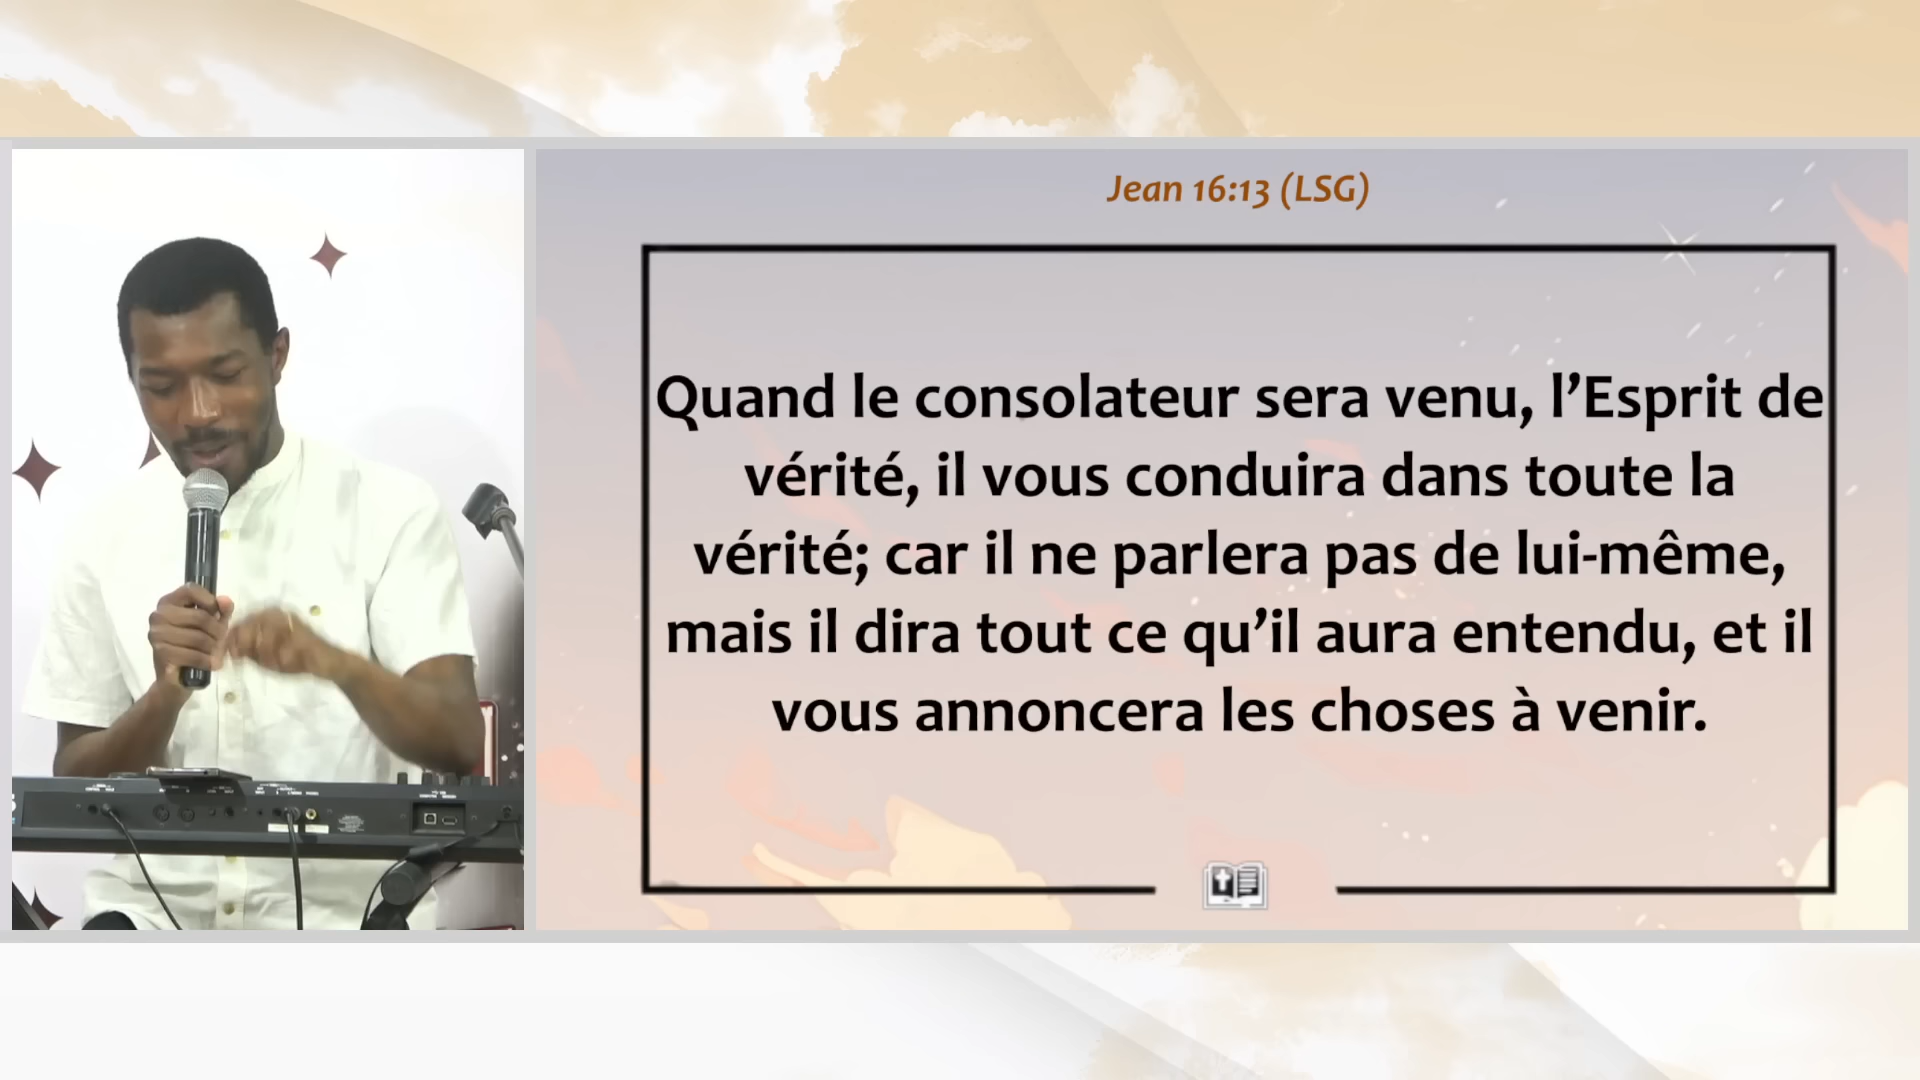 Jean 16:13 (LSG)
Quand le consolateur sera venu, l’Esprit de
vérité, il vous conduira dans toute la
vérité; car il ne parlera pas de lui-même,
mais il dira tout ce qu’il aura entendu, et il
vous annoncera les choses à venir.